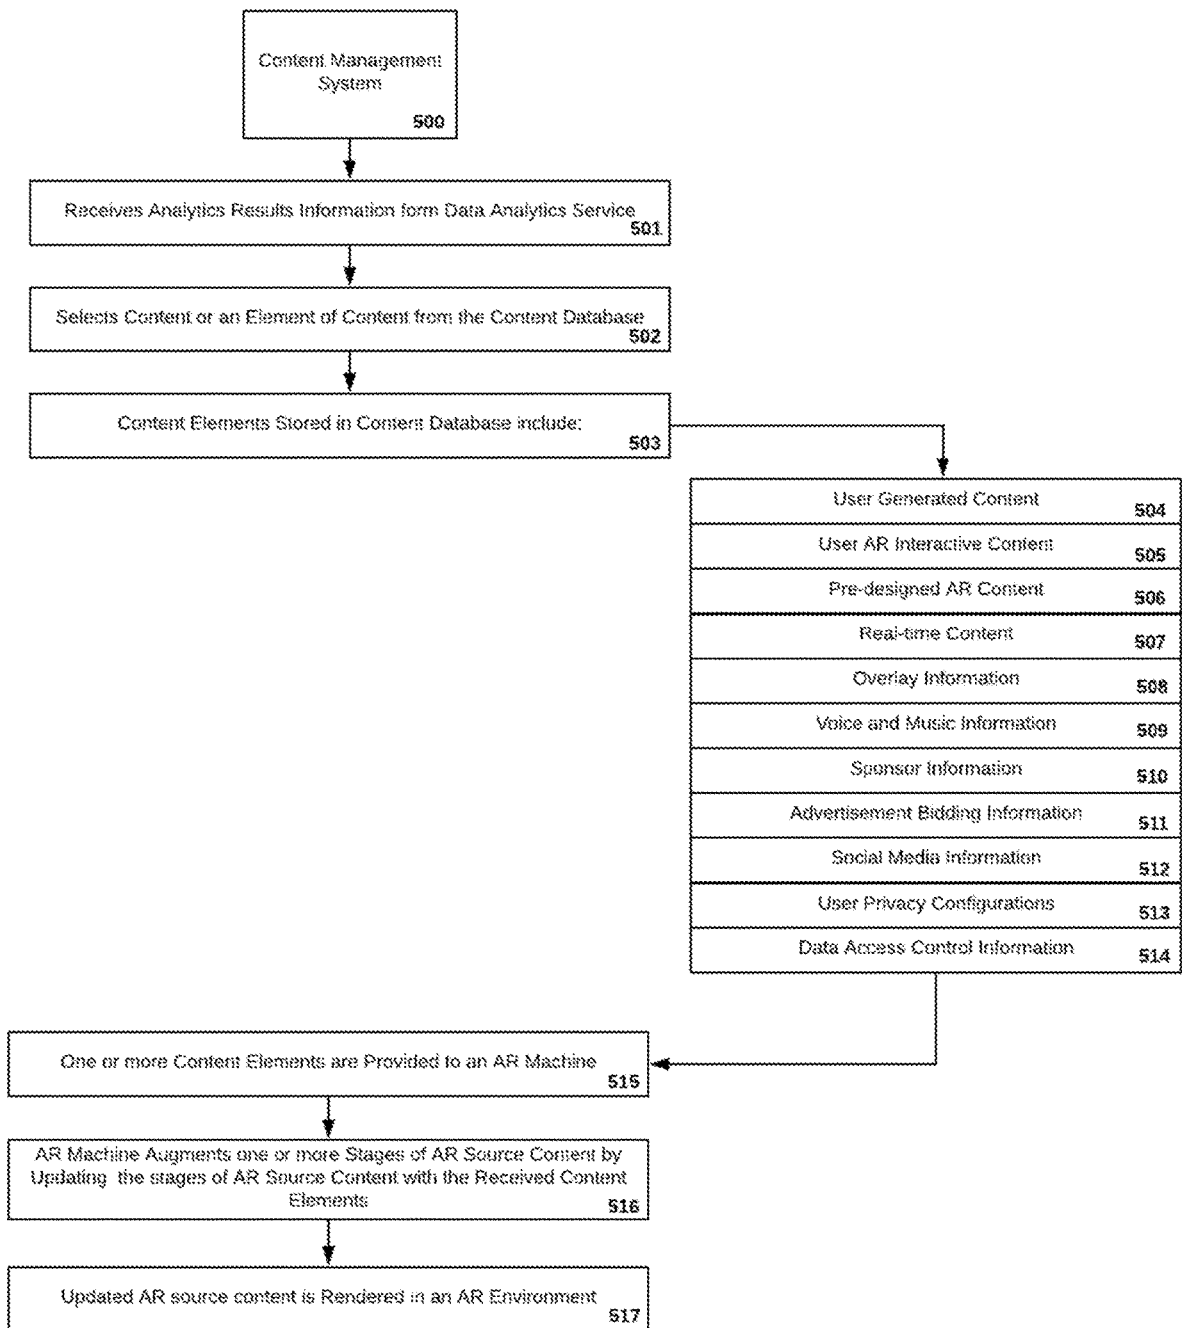 Content Management
System
500
Receives Analytics Results Information form Data Analytics Service
501
Selects Content or an Element of Content from the Content Database
502
Content Elements Stored in Content Database include:
503
User Generated Content
504
User AR Interactive Content
505
Pre-designed AR Content
506
Real-time Content
507
Overlay Information
508
Voice and Music Information
509
Sponsor Information
510
Advertisement Bidding Information
511
Social Media Information
512
User Privacy Configurations
513
Data Access Control Information
514
One or more Content Elements are Provided to an AR Machine
515
AR Machine Augments one or more Stages of AR Source Content by
Updating the stages of AR Source Content with the Received Content
Elements
516
Updated AR source content is Rendered in an AR Environment
517